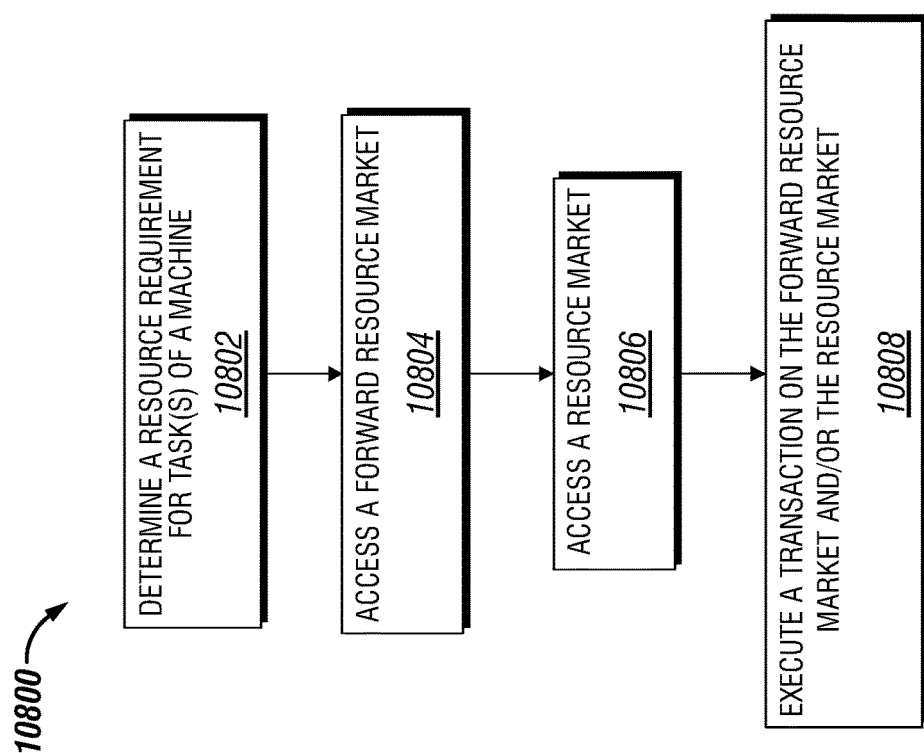 10800
DETERMINE A RESOURCE REQUIREMENT
FOR TASK(S) OF A MACHINE
10802
ACCESS A FORWARD RESOURCE MARKET
10804
ACCESS A RESOURCE MARKET
10806
EXECUTE A TRANSACTION ON THE FORWARD RESOURCE
MARKET AND/OR THE RESOURCE MARKET
10808